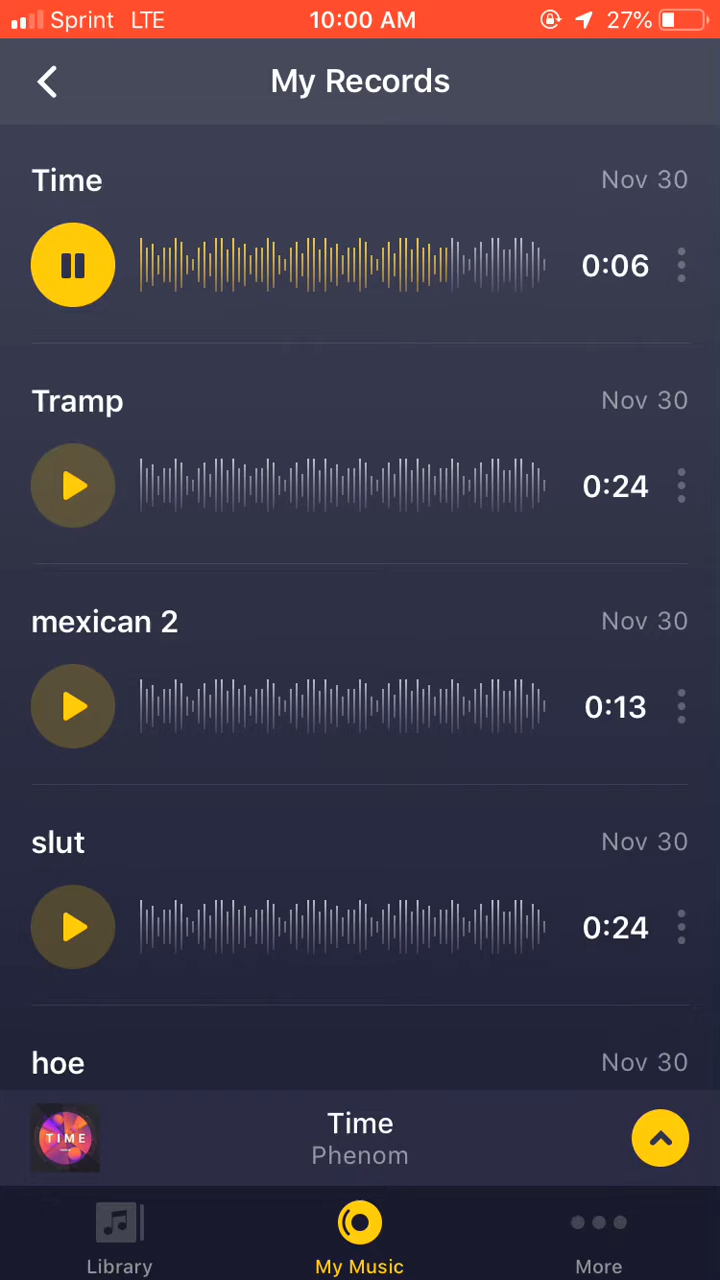 Sprint LTE 10:00 AM 27%
My Records
Time Nov 30
0:06
Tramp Nov 30
0:24
mexican 2 Nov 30
0:13
slut Nov 30
0:24
hoe Nov 30
TIME
Time
Phenom
Library My Music More